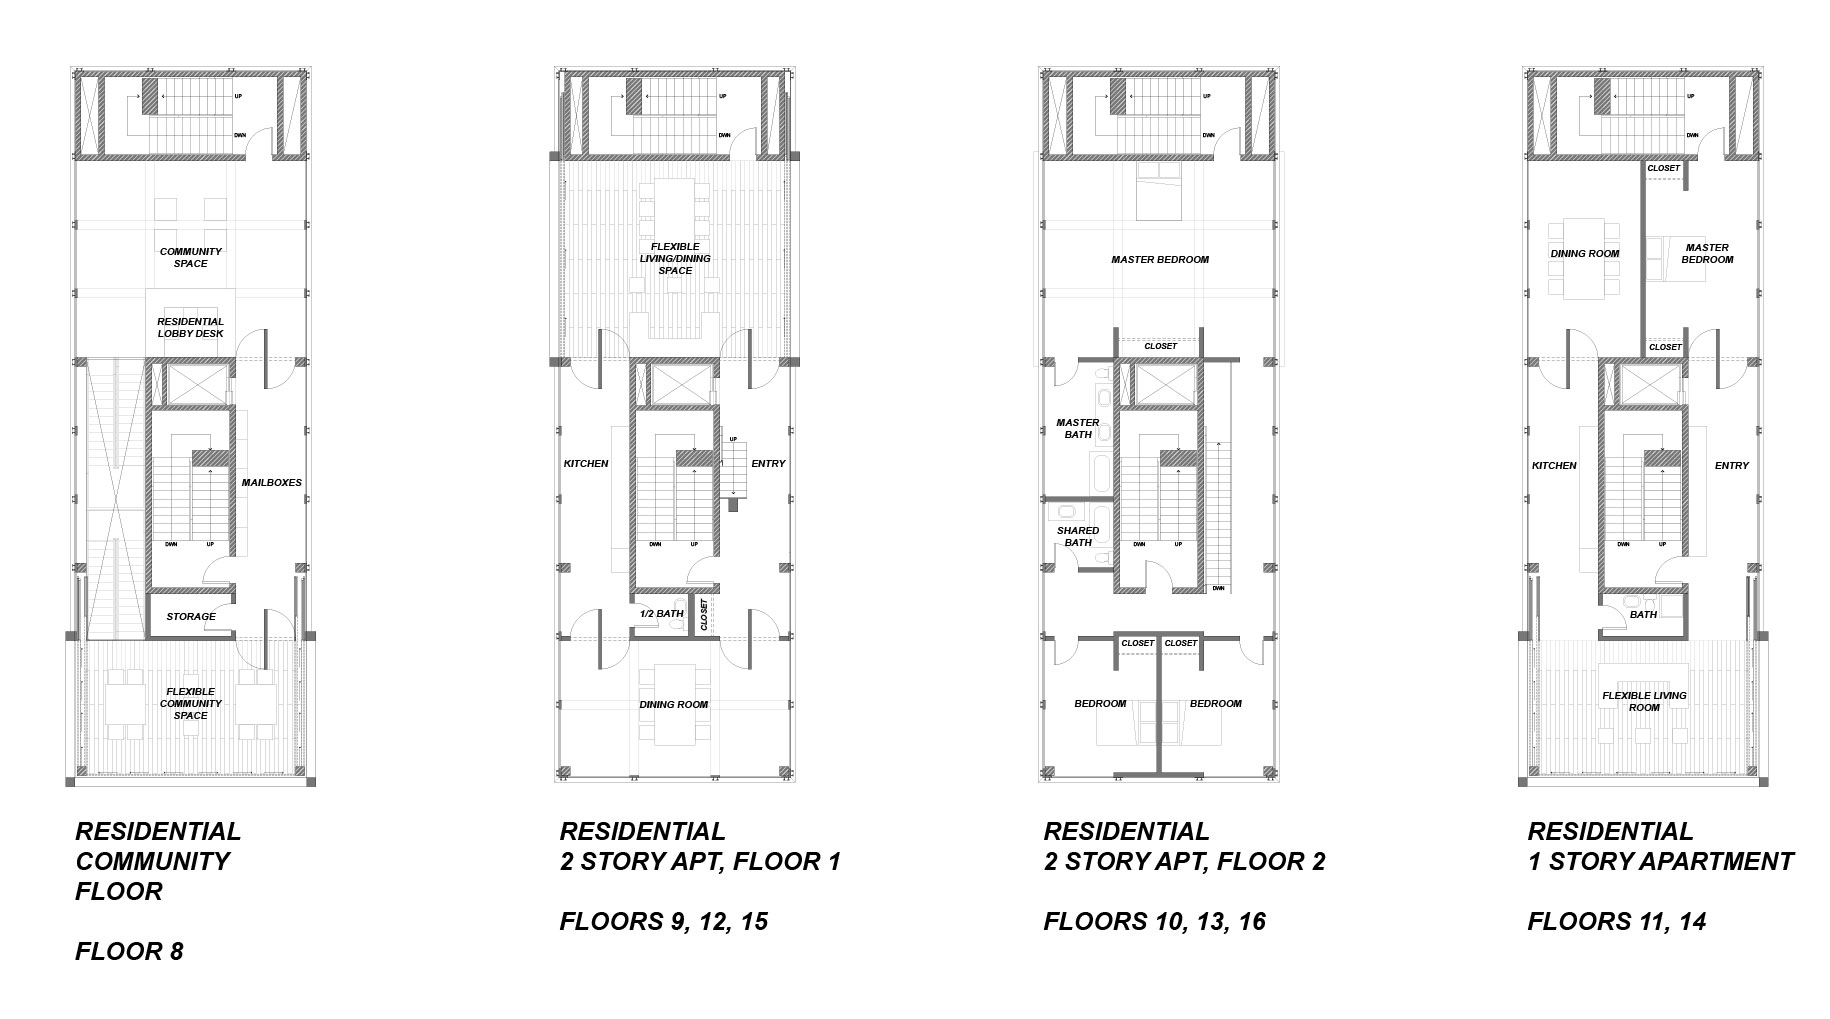 UP
DWN
COMMUNITY
SPACE
RESIDENTIAL
LOBBY DESK
MAILBOXES
DWN
UP
STORAGE
FLEXIBLE
COMMUNITY
SPACE
RESIDENTIAL
COMMUNITY
FLOOR
FLOOR 8
UP
DWN
FLEXIBLE
LIVING/DINING
SPACE
UP
KITCHEN
ENTRY
DWN
UP
1/2 BATH
CLOSET
DINING ROOM
RESIDENTIAL
2 STORY APT, FLOOR 1
FLOORS 9, 12, 15
UP
DWN
MASTER BEDROOM
CLOSET
MASTER
BATH
SHARED
BATH
DWN
UP
DWN
CLOSET
CLOSET
BEDROOM
BEDROOM
RESIDENTIAL
2 STORY APT, FLOOR 2
FLOORS 10, 13, 16
UP
DWN
CLOSET
DINING ROOM
MASTER
BEDROOM
CLOSET
KITCHEN
ENTRY
DWN
UP
BATH
FLEXIBLE LIVING
ROOM
RESIDENTIAL
1 STORY APARTMENT
FLOORS 11, 14